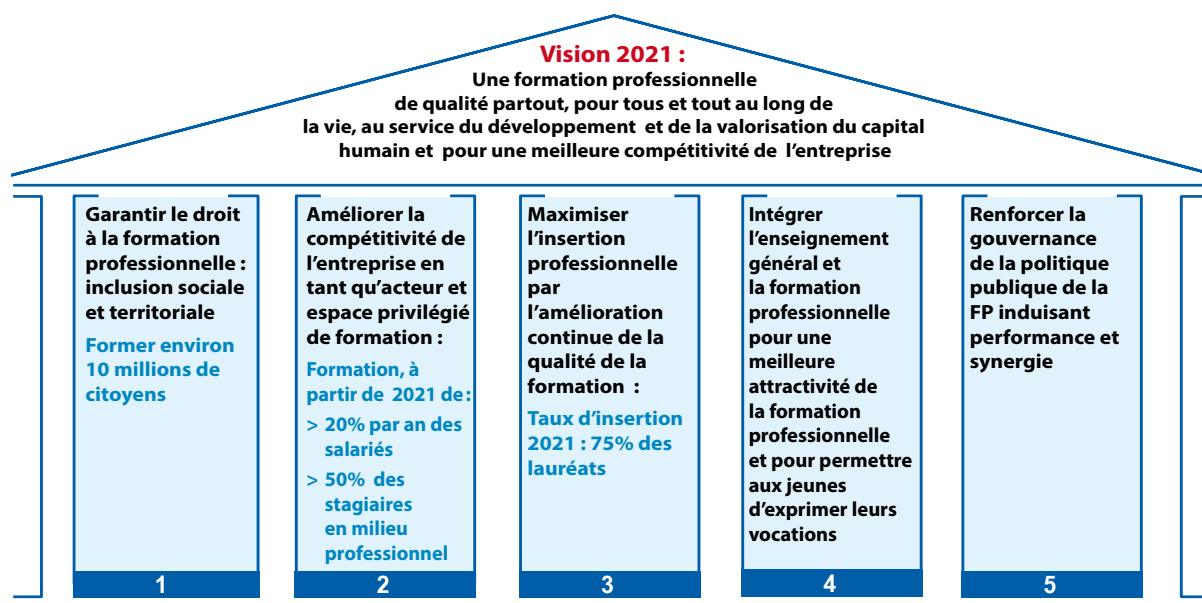 Vision 2021 :
Une formation professionnelle
de qualité partout, pour tous et tout au long de
la vie, au service du développement et de la valorisation du capital
humain et pour une meilleure compétitivité de l’entreprise
Garantir le droit
à la formation
professionnelle :
inclusion sociale
et territoriale
Former environ
10 millions de
citoyens
1
Améliorer la
compétitivité de
l’entreprise en
tant qu’acteur et
espace privilégié
de formation :
Formation, à
partir de 2021 de :
> 20% par an des
salariés
> 50% des
stagiaires
en milieu
professionnel
2
Maximiser
l’insertion
professionnelle
par
l’amélioration
continue de la
qualité de la
formation :
Taux d’insertion
2021 : 75% des
lauréats
3
Intégrer
l’enseignement
général et
la formation
professionnelle
pour une
meilleure
attractivité de
la formation
professionnelle
et pour permettre
aux jeunes
d’exprimer leurs
vocations
4
Renforcer la
gouvernance
de la politique
publique de la
FP induisant
performance et
synergie
5